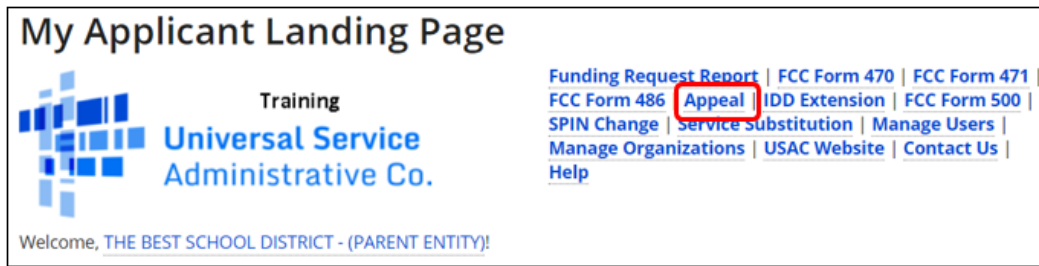 My Applicant Landing Page
Training
Universal Service
Administrative Co.
Funding Request Report | FCC Form 470 | FCC Form 471 |
FCC Form 486 | Appeal | IDD Extension | FCC Form 500 |
SPIN Change | Service Substitution | Manage Users |
Manage Organizations | USAC Website | Contact Us |
Help
Welcome, THE BEST SCHOOL DISTRICT - (PARENT ENTITY)!